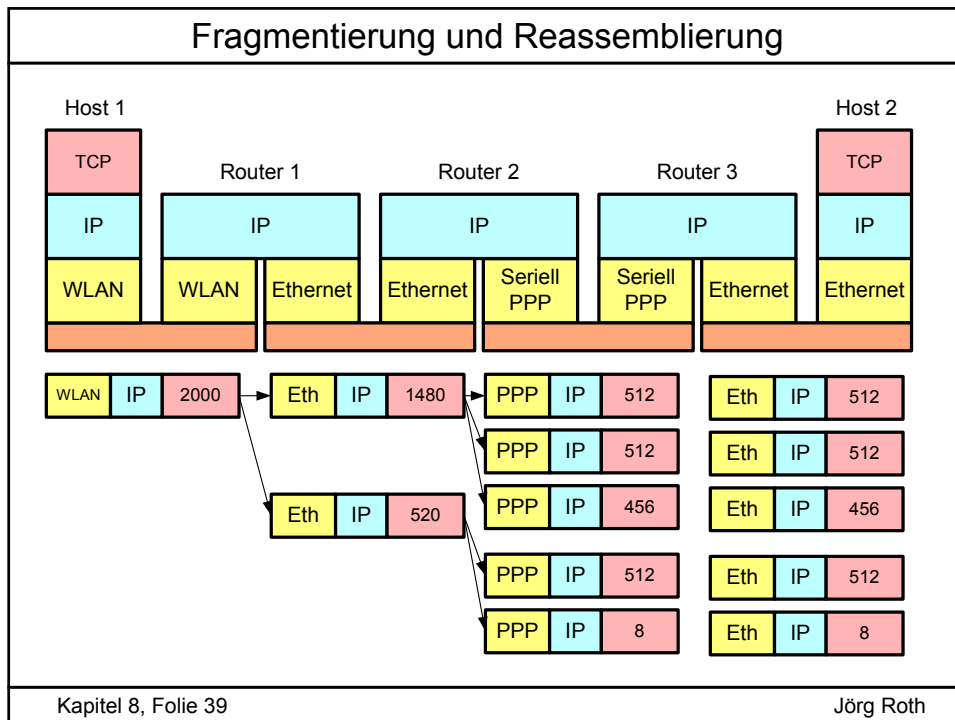 Fragmentierung und Reassemblierung
Host 1
Host 2
Router 1
Router 2
Router 3
TCP
TCP
IP
IP
IP
IP
IP
WLAN
WLAN
Ethernet
Ethernet
Seriell
PPP
Seriell
PPP
Ethernet
Ethernet
WLAN IP 2000
Eth IP 1480
PPP IP 512
Eth IP 512
PPP IP 512
Eth IP 512
Eth IP 520
PPP IP 456
Eth IP 456
PPP IP 512
Eth IP 512
PPP IP 8
Eth IP 8
Kapitel 8, Folie 39
Jörg Roth